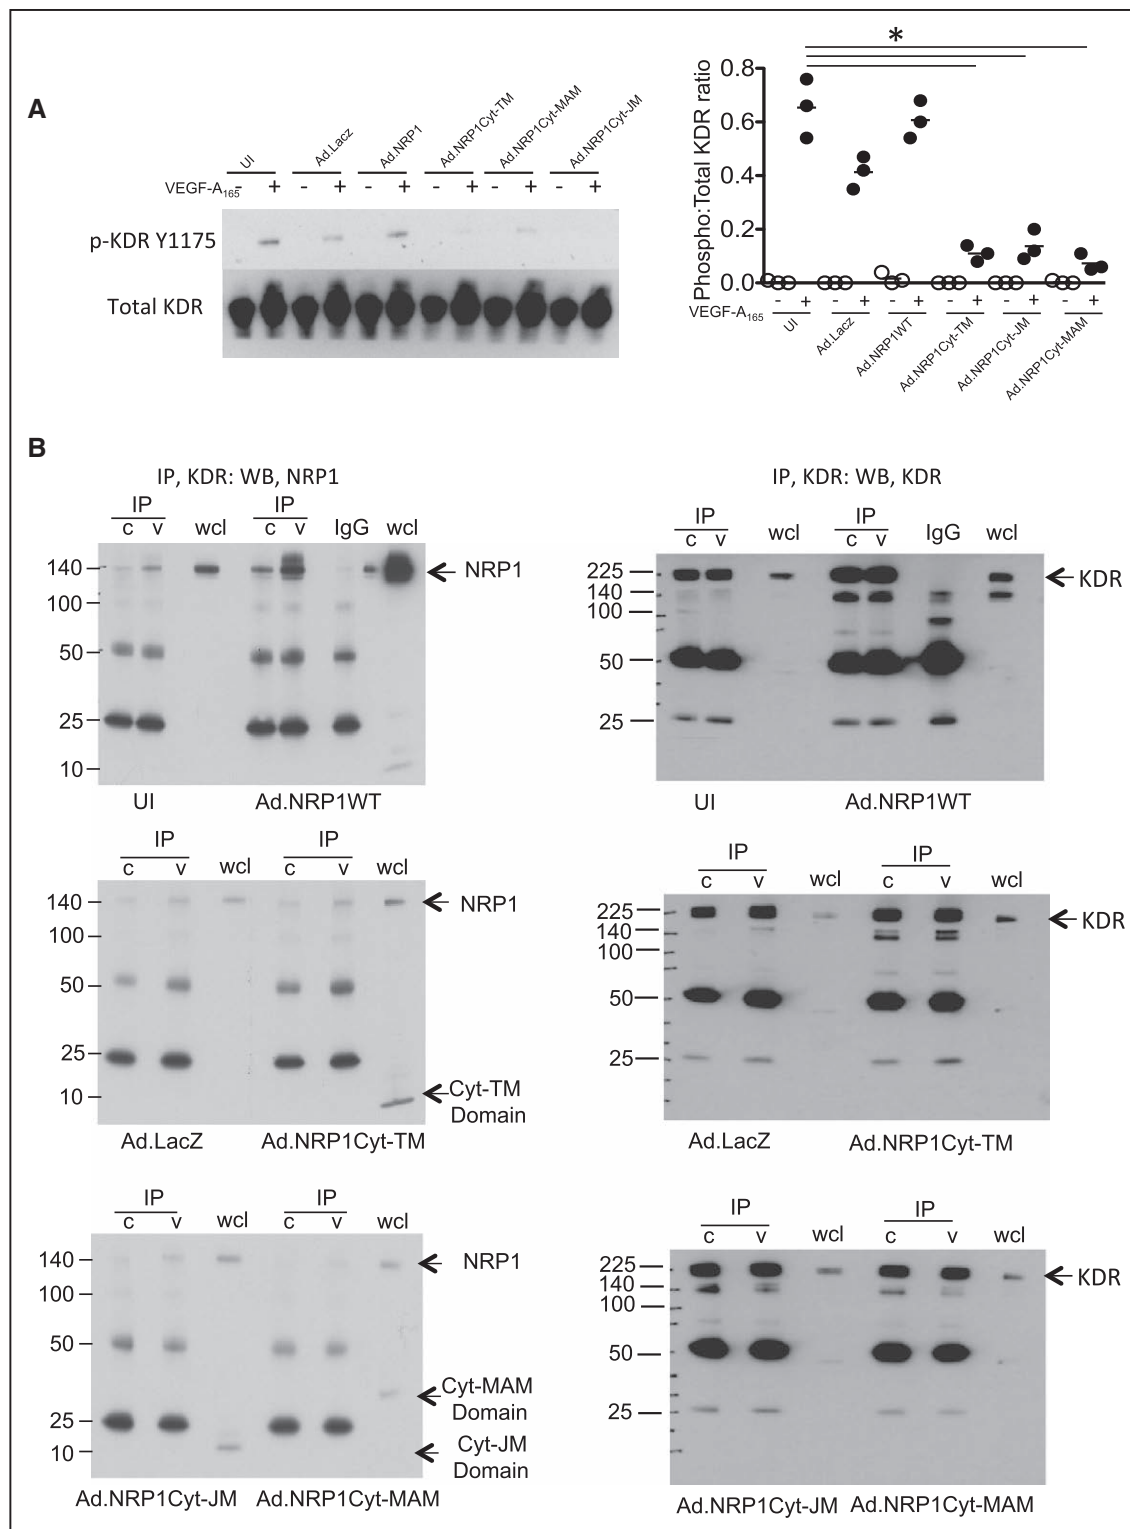 A
UI
Ad.Lacz
Ad.NRP1
Ad.NRP1Cyt-TM
Ad.NRP1Cyt-MAM
Ad.NRP1Cyt-JM
VEGF-A165 - + - + - + - + - + - +
p-KDR Y1175
Total KDR
*
Phospho:Total KDR ratio
0.8
0.6
0.4
0.2
0.0
VEGF-A165 - + - + - + - + - + - +
UI
Ad.Lacz
Ad.NRP1WT
Ad.NRP1Cyt-TM
Ad.NRP1Cyt-JM
Ad.NRP1Cyt-MAM
B
IP, KDR: WB, NRP1
IP IP
c v wcl c v IgG wcl
140
100
50
25
10
NRP1
UI Ad.NRP1WT
IP, KDR: WB, KDR
IP IP
c v wcl c v IgG wcl
225
140
100
50
25
KDR
UI Ad.NRP1WT
IP IP
c v wcl c v wcl
140
100
50
25
10
NRP1
Cyt-TM
Domain
Ad.LacZ Ad.NRP1Cyt-TM
IP IP
c v wcl c v wcl
225
140
100
50
25
KDR
Ad.LacZ Ad.NRP1Cyt-TM
IP IP
c v wcl c v wcl
140
100
50
25
10
NRP1
Cyt-MAM
Domain
Cyt-JM
Domain
Ad.NRP1Cyt-JM Ad.NRP1Cyt-MAM
IP IP
c v wcl c v wcl
225
140
100
50
25
KDR
Ad.NRP1Cyt-JM Ad.NRP1Cyt-MAM